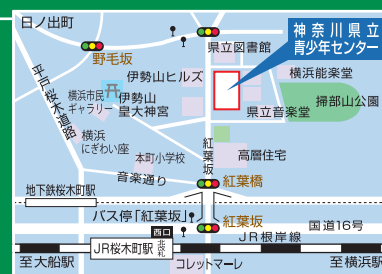 日ノ出町
神奈川県立
青少年センター
県立図書館
野毛坂
伊勢山ヒルズ
横浜能楽堂
平戸桜木道路
横浜市民
ギャラリー
伊勢山
皇大神宮
掃部山公園
県立音楽堂
横浜
にぎわい座
紅葉坂
本町小学校
高層住宅
音楽通り
紅葉橋
地下鉄桜木町駅
バス停「紅葉坂」
紅葉坂
国道16号
西口
JR根岸線
JR桜木町駅
北改札
至大船駅
コレットマーレ
至横浜駅